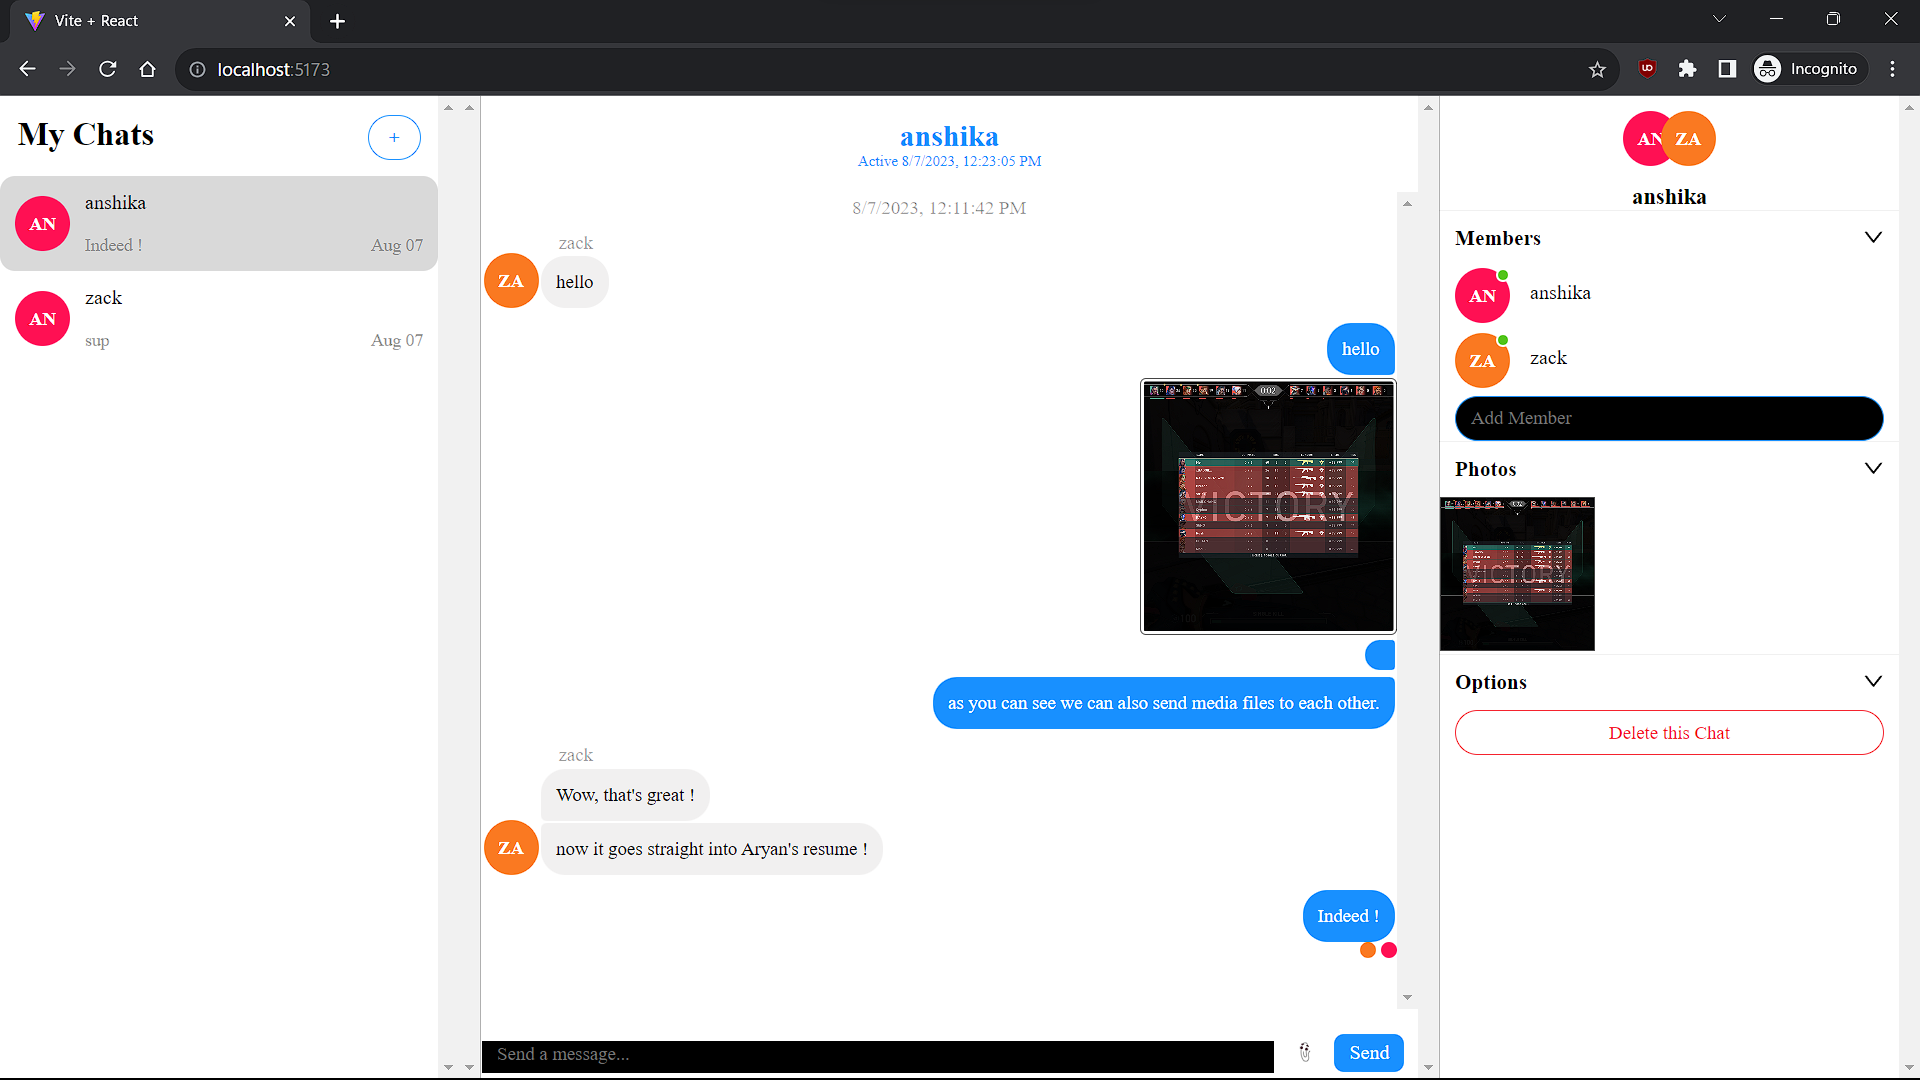 Vite + React
localhost:5173
Incognito
My Chats
+
AN
anshika
Indeed !
Aug 07
AN
zack
sup
Aug 07
anshika
Active 8/7/2023, 12:23:05 PM
8/7/2023, 12:11:42 PM
zack
ZA
hello
hello
0:02
VICTORY
as you can see we can also send media files to each other.
zack
Wow, that's great !
ZA
now it goes straight into Aryan's resume !
Indeed !
Send a message...
Send
AN
ZA
anshika
Members
AN
anshika
ZA
zack
Add Member
Photos
VICTORY
Options
Delete this Chat